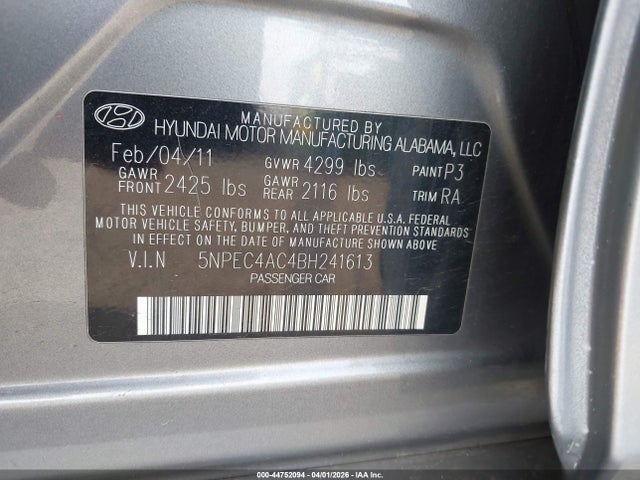 MANUFACTURED BY
HYUNDAI MOTOR MANUFACTURING ALABAMA, LLC
Feb/04/11 GVWR 4299 lbs PAINT P3
GAWR FRONT 2425 lbs GAWR REAR 2116 lbs TRIM RA
THIS VEHICLE CONFORMS TO ALL APPLICABLE U.S.A. FEDERAL
MOTOR VEHICLE SAFETY, BUMPER, AND THEFT PREVENTION
STANDARDS IN EFFECT ON THE DATE OF MANUFACTURE SHOWN ABOVE
V.I.N 5NPEC4AC4BH241613
PASSENGER CAR
000-44752094 - 04/01/2026 - IAAI, Inc. - Copyright